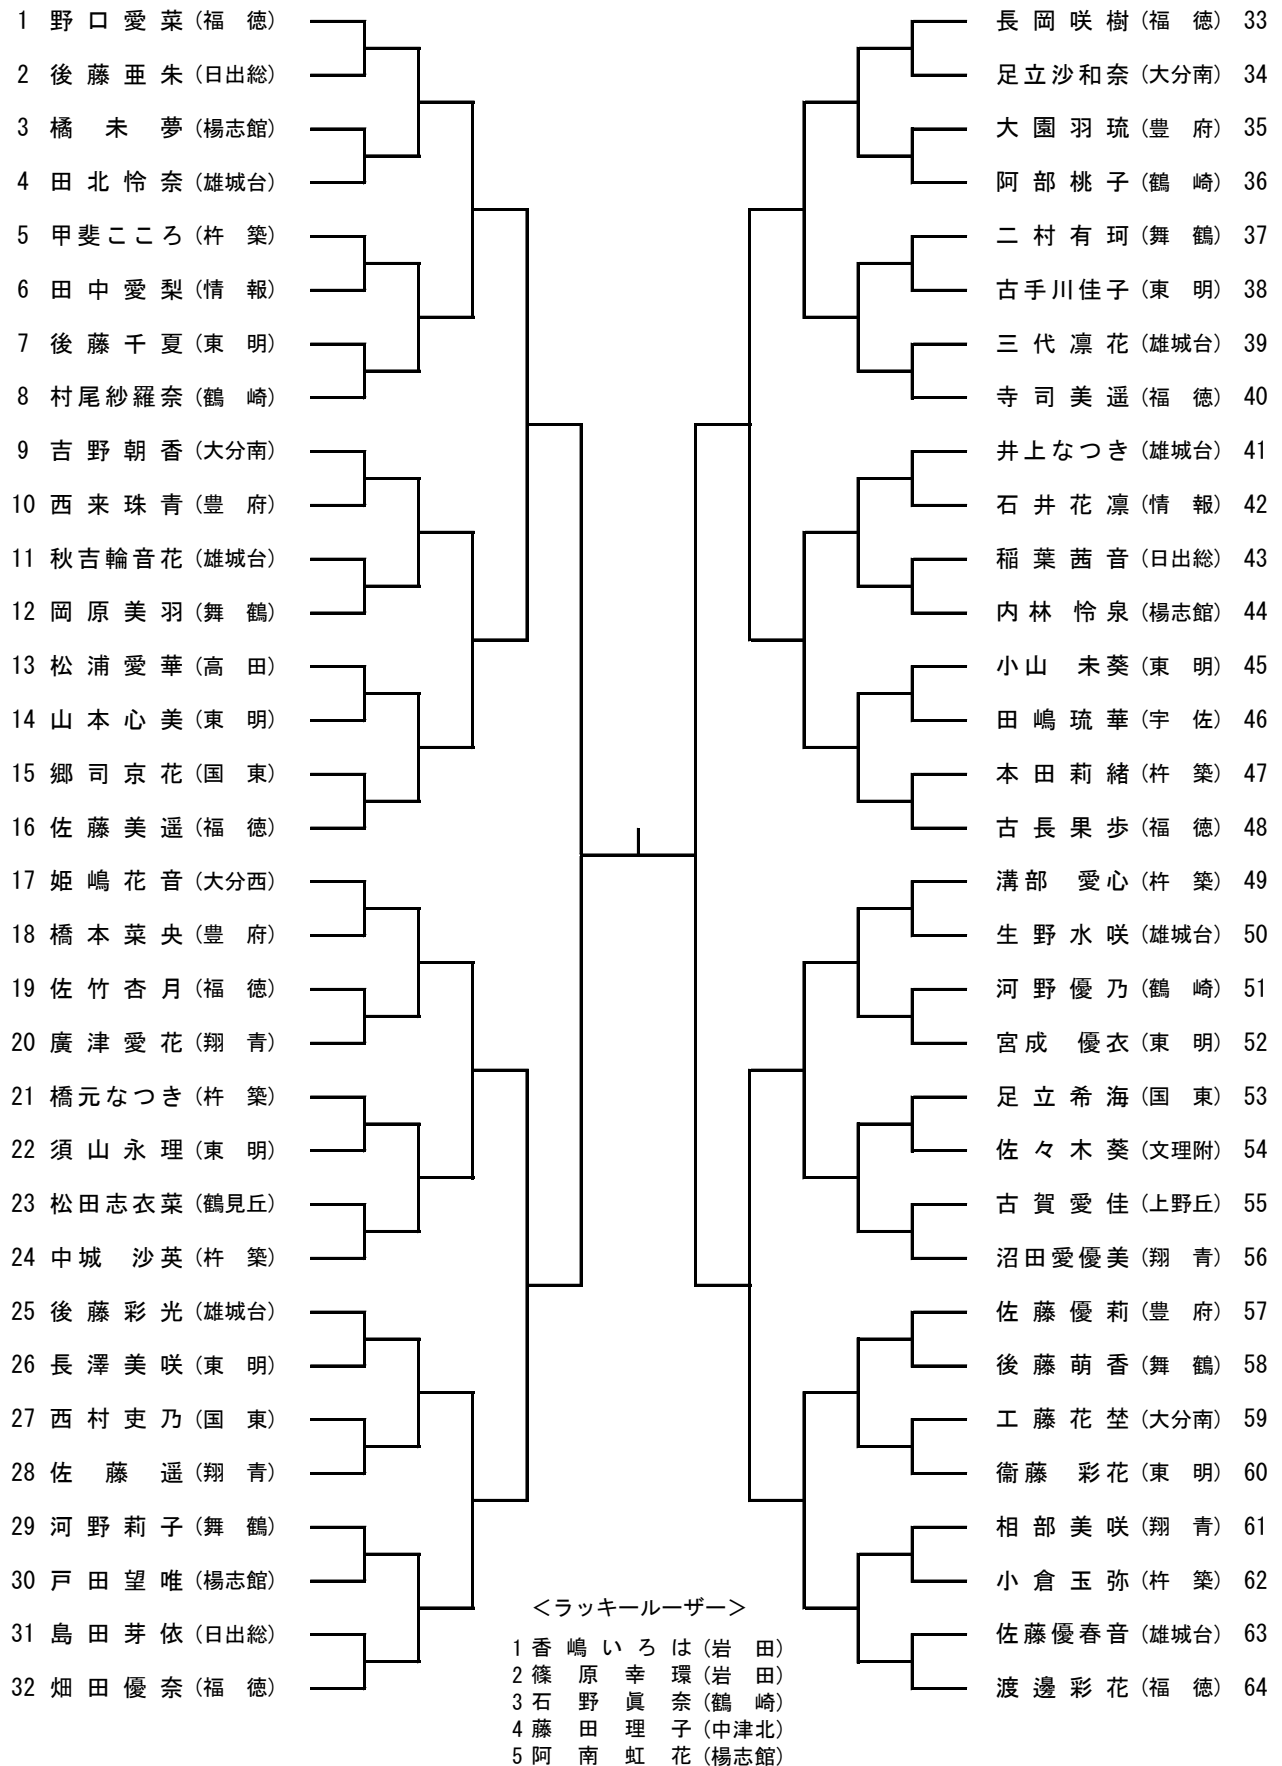 1 野口愛菜 (福 徳)
2 後藤亜朱 (日出総)
3 橘未夢 (楊志館)
4 田北怜奈 (雄城台)
5 甲斐こころ (杵 築)
6 田中愛梨 (情 報)
7 後藤千夏 (東 明)
8 村尾紗羅奈 (鶴 崎)
9 吉野朝香 (大分南)
10 西来珠青 (豊 府)
11 秋吉輪音花 (雄城台)
12 岡原美羽 (舞 鶴)
13 松浦愛華 (高 田)
14 山本心美 (東 明)
15 郷司京花 (国 東)
16 佐藤美遥 (福 徳)
17 姫嶋花音 (大分西)
18 橋本菜央 (豊 府)
19 佐竹杏月 (福 徳)
20 廣津愛花 (翔 青)
21 橋元なつき (杵 築)
22 須山永理 (東 明)
23 松田志衣菜 (鶴見丘)
24 中城 沙英 (杵 築)
25 後藤彩光 (雄城台)
26 長澤美咲 (東 明)
27 西村吏乃 (国 東)
28 佐藤遥 (翔 青)
29 河野莉子 (舞 鶴)
30 戸田望唯 (楊志館)
31 島田芽依 (日出総)
32 畑田優奈 (福 徳)
長岡咲樹 (福 徳) 33
足立沙和奈 (大分南) 34
大園羽琉 (豊 府) 35
阿部桃子 (鶴 崎) 36
二村有珂 (舞 鶴) 37
古手川佳子 (東 明) 38
三代凛花 (雄城台) 39
寺司美遥 (福 徳) 40
井上なつき (雄城台) 41
石井花凛 (情 報) 42
稲葉茜音 (日出総) 43
内林 怜泉 (楊志館) 44
小山 未葵 (東 明) 45
田嶋琉華 (宇 佐) 46
本田莉緒 (杵 築) 47
古長果歩 (福 徳) 48
溝部 愛心 (杵 築) 49
生野水咲 (雄城台) 50
河野優乃 (鶴 崎) 51
宮成 優衣 (東 明) 52
足立希海 (国 東) 53
佐々木葵 (文理附) 54
古賀愛佳 (上野丘) 55
沼田愛優美 (翔 青) 56
佐藤優莉 (豊 府) 57
後藤萌香 (舞 鶴) 58
工藤花埜 (大分南) 59
衞藤 彩花 (東 明) 60
相部美咲 (翔 青) 61
小倉玉弥 (杵 築) 62
佐藤優春音 (雄城台) 63
渡邊彩花 (福 徳) 64
＜ラッキールーザー＞
1 香嶋いろは (岩 田)
2 篠原幸環 (岩 田)
3 石野眞奈 (鶴 崎)
4 藤田理子 (中津北)
5 阿南虹花 (楊志館)